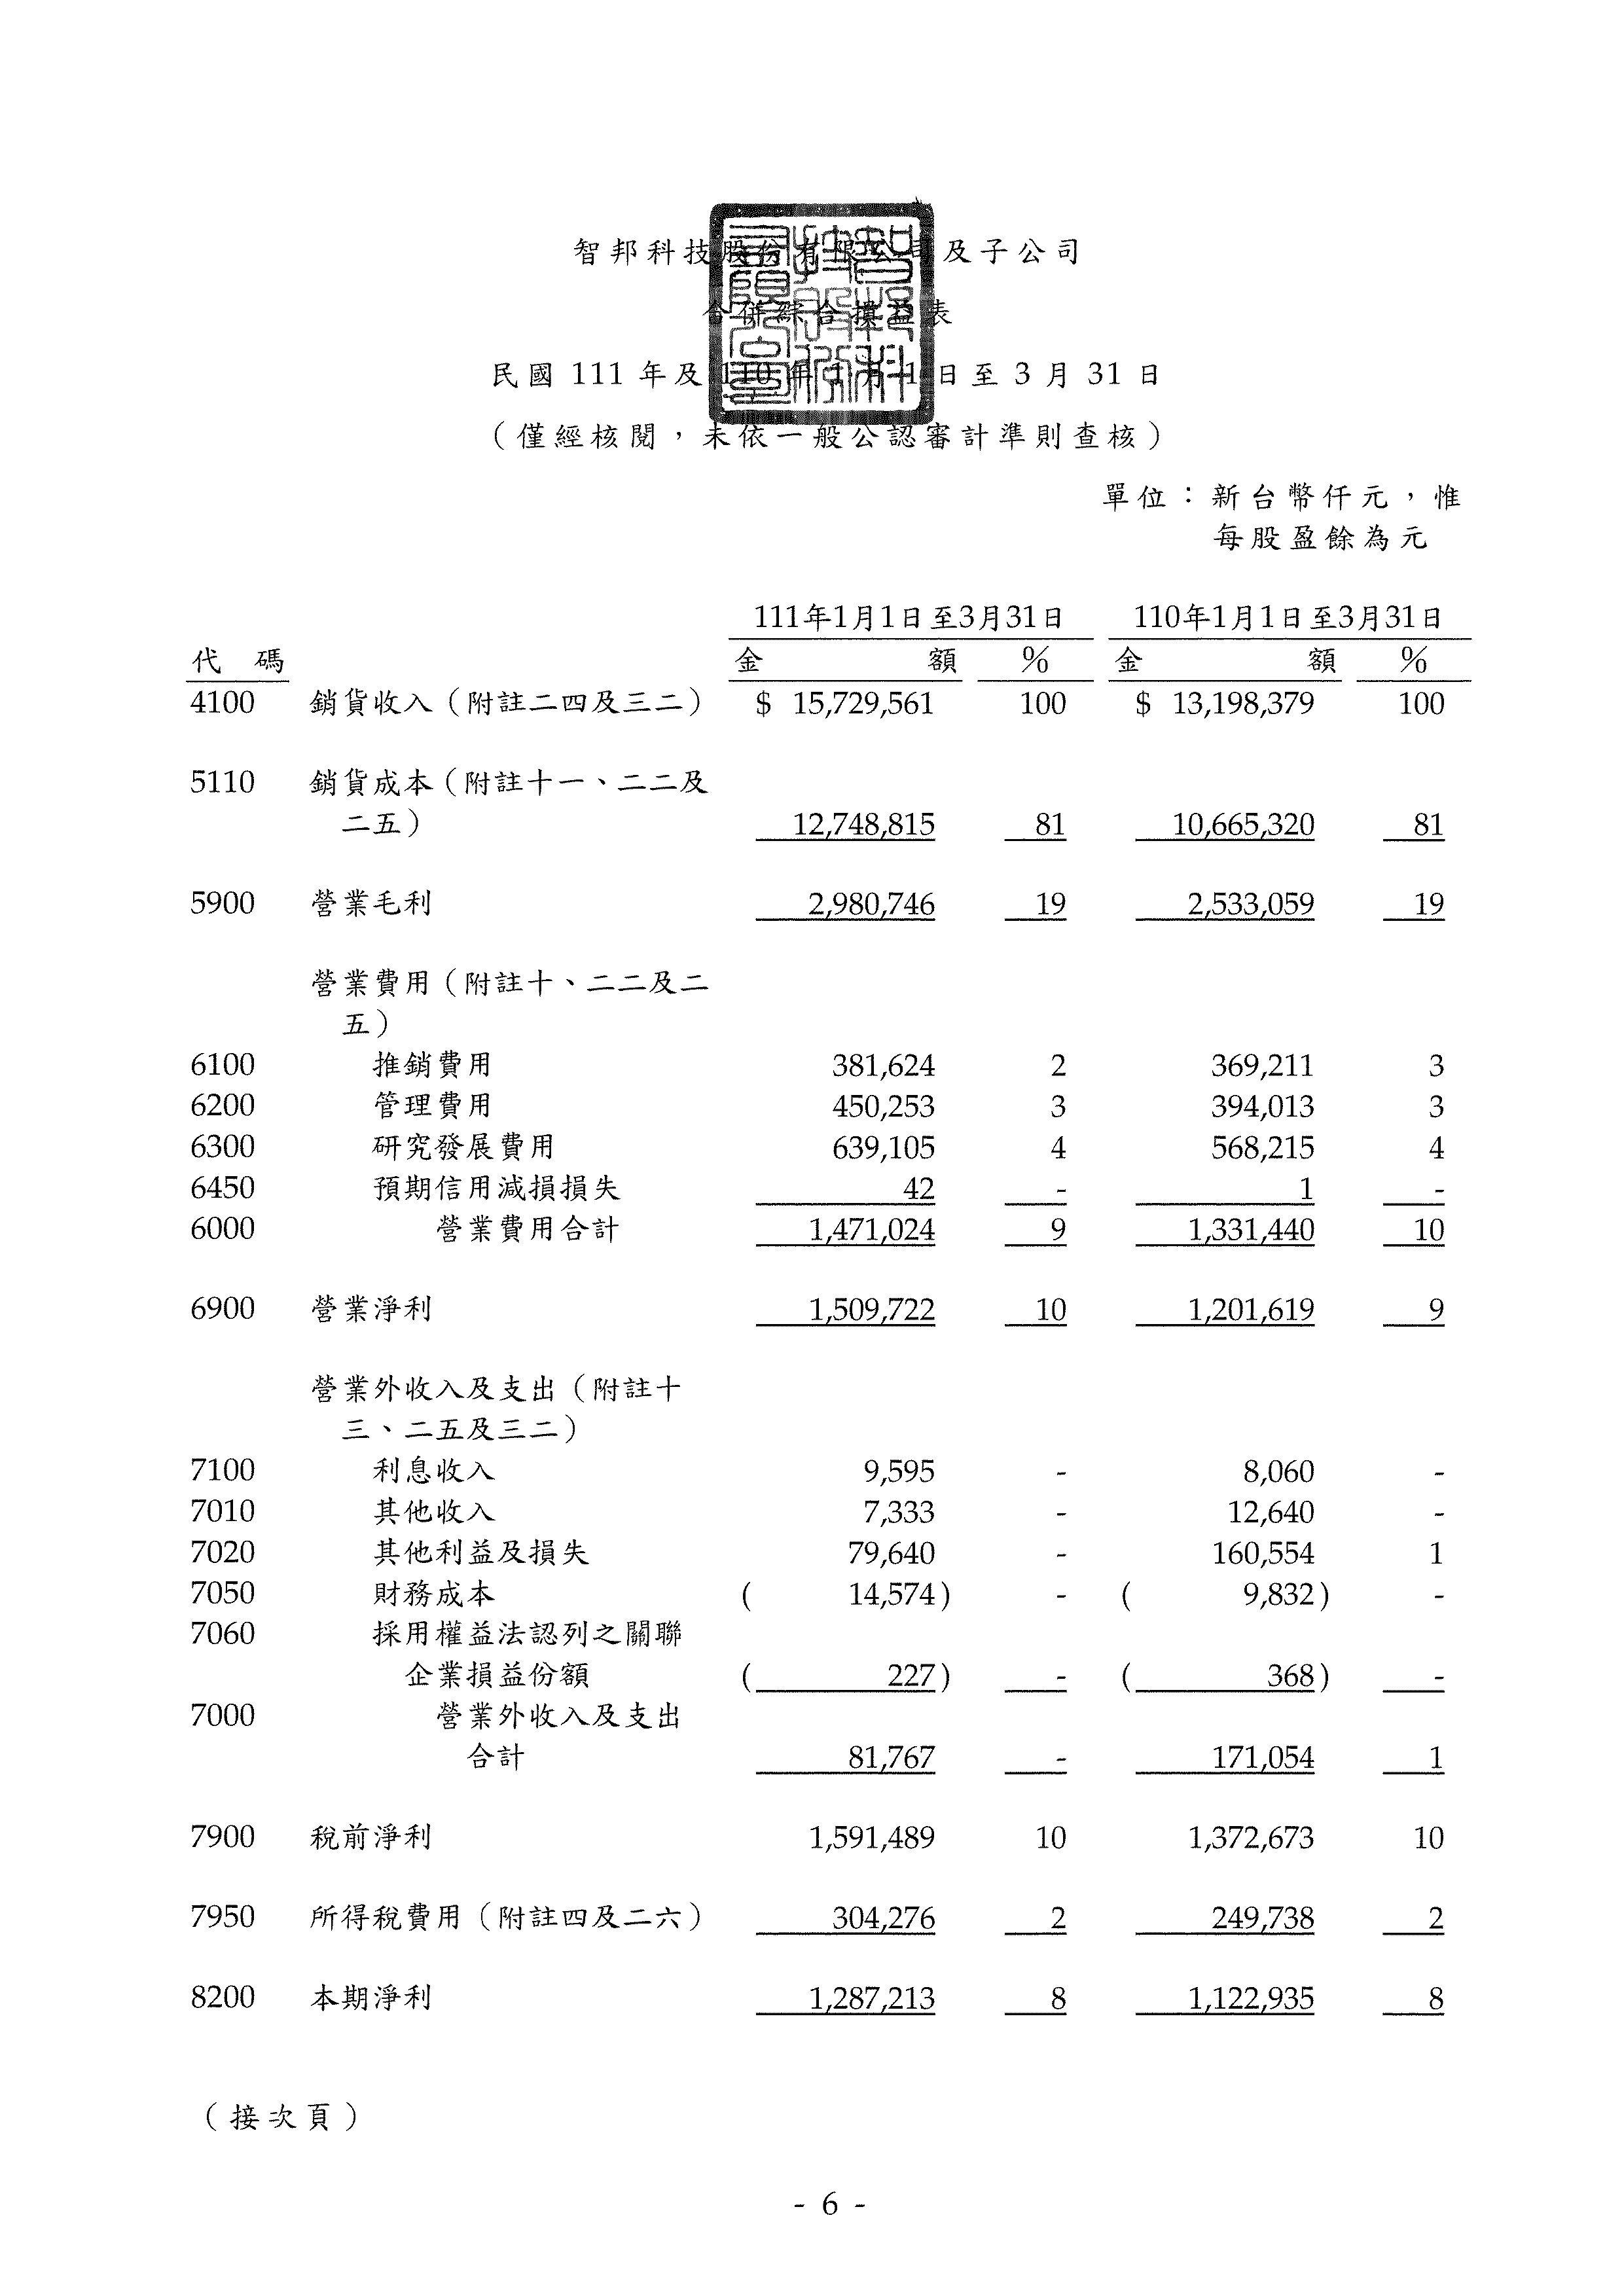 智邦科技股份有限公司及子公司
合併綜合損益表
民國 111 年及 110 年 1 月 1 日至 3 月 31 日
（僅經核閱，未依一般公認審計準則查核）
單位：新台幣仟元，惟
每股盈餘為元
111年1月1日至3月31日 110年1月1日至3月31日
代 碼 金 額 % 金 額 %
4100 銷貨收入（附註二四及三二） $ 15,729,561 100 $ 13,198,379 100
5110 銷貨成本（附註十一、二二及
二五） 12,748,815 81 10,665,320 81
5900 營業毛利 2,980,746 19 2,533,059 19
營業費用（附註十、二二及二
五）
6100 推銷費用 381,624 2 369,211 3
6200 管理費用 450,253 3 394,013 3
6300 研究發展費用 639,105 4 568,215 4
6450 預期信用減損損失 42 - 1 -
6000 營業費用合計 1,471,024 9 1,331,440 10
6900 營業淨利 1,509,722 10 1,201,619 9
營業外收入及支出（附註十
三、二五及三二）
7100 利息收入 9,595 - 8,060 -
7010 其他收入 7,333 - 12,640 -
7020 其他利益及損失 79,640 - 160,554 1
7050 財務成本 ( 14,574) - ( 9,832) -
7060 採用權益法認列之關聯
企業損益份額 ( 227) - ( 368) -
7000 營業外收入及支出
合計 81,767 - 171,054 1
7900 稅前淨利 1,591,489 10 1,372,673 10
7950 所得稅費用（附註四及二六） 304,276 2 249,738 2
8200 本期淨利 1,287,213 8 1,122,935 8
（接次頁）
- 6 -